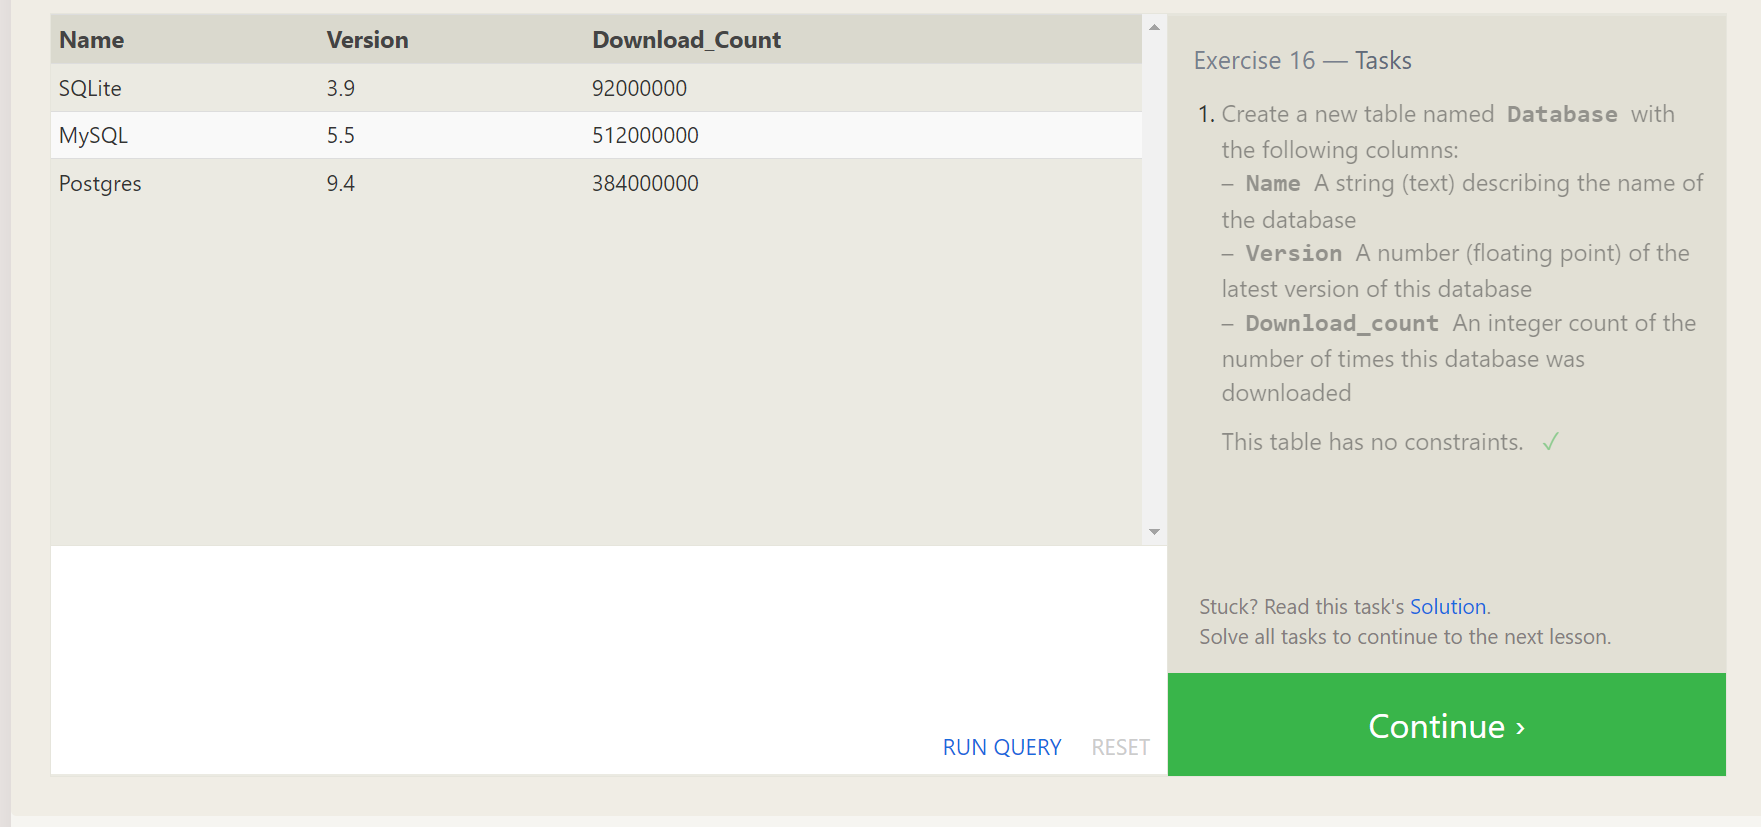 Name Version Download_Count
SQLite 3.9 92000000
MySQL 5.5 512000000
Postgres 9.4 384000000
RUN QUERY RESET
Exercise 16 — Tasks
1. Create a new table named Database with
the following columns:
– Name A string (text) describing the name of
the database
– Version A number (floating point) of the
latest version of this database
– Download_count An integer count of the
number of times this database was
downloaded
This table has no constraints. ✓
Stuck? Read this task's Solution.
Solve all tasks to continue to the next lesson.
Continue ›